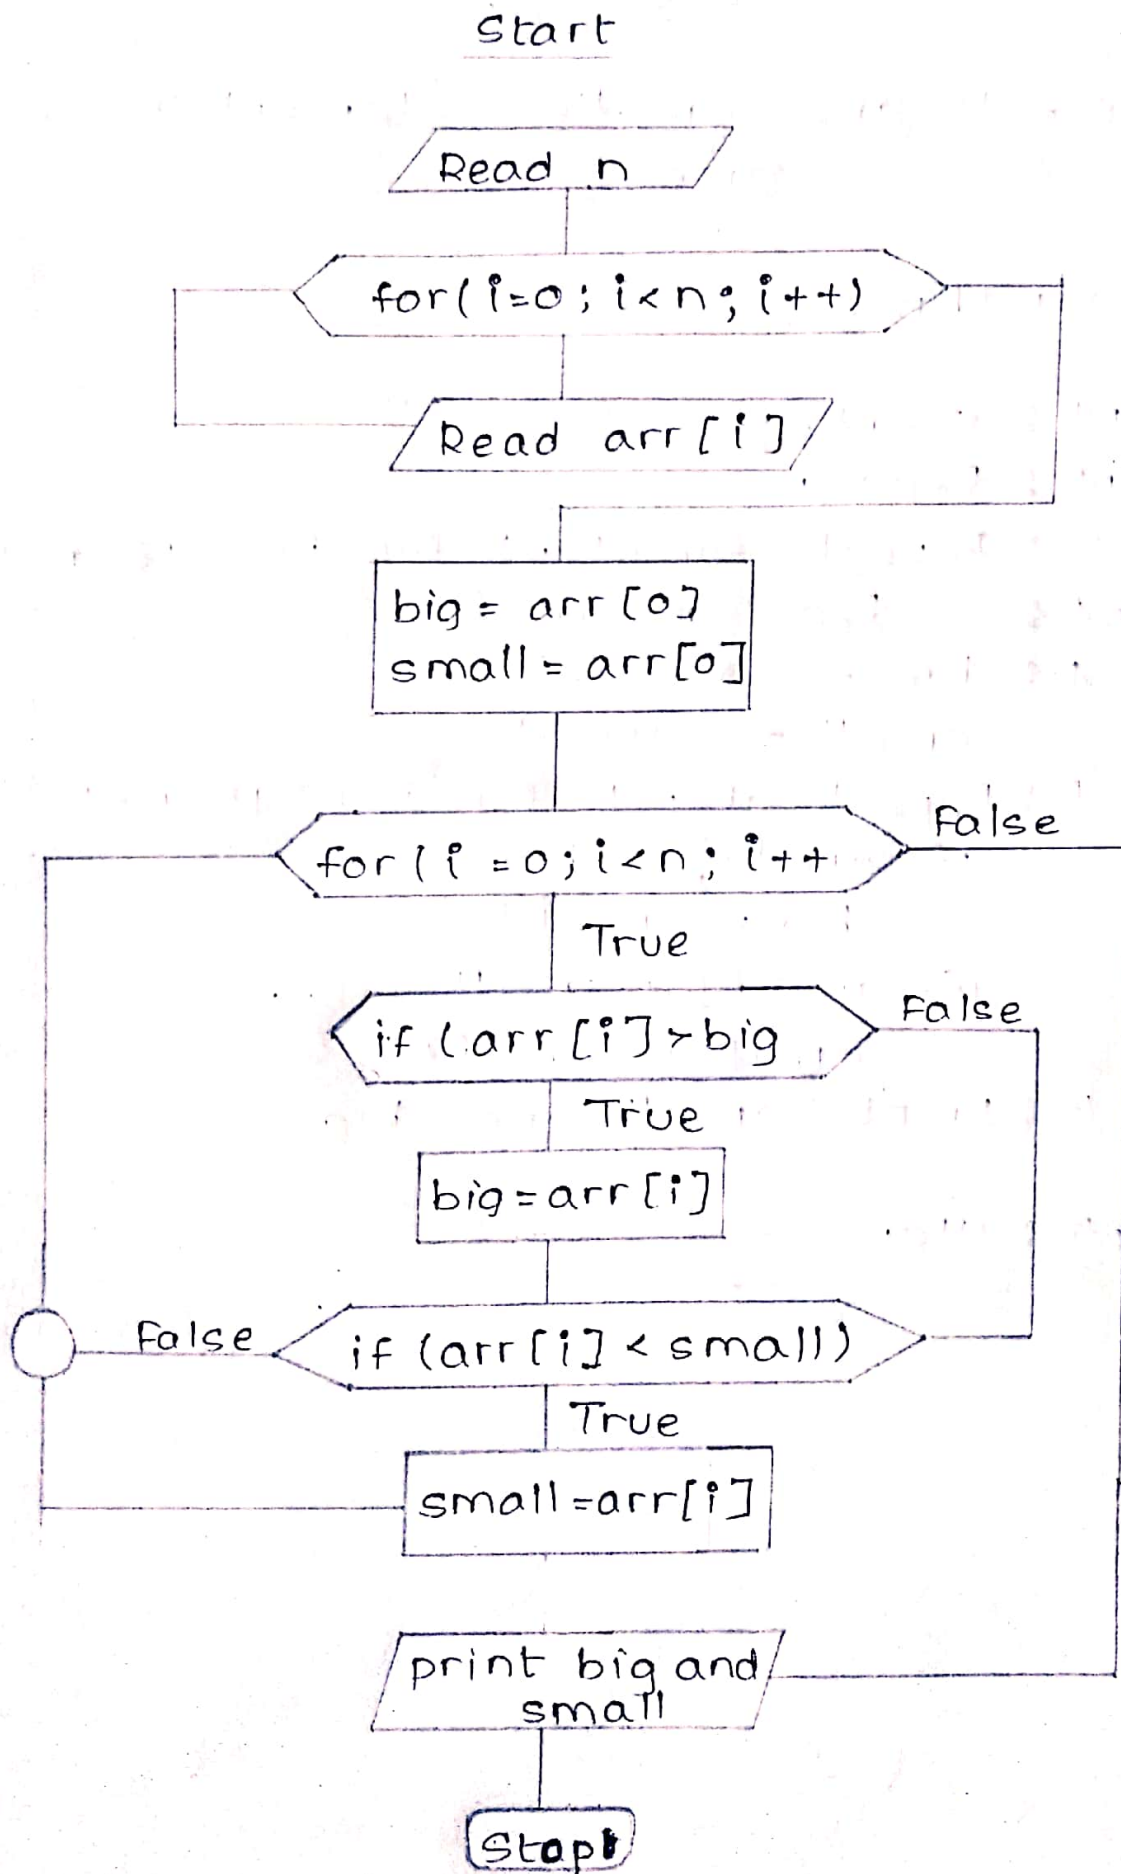 Start
Read n
for(i=0; i<n; i++)
Read arr[i]
big = arr[0]
small = arr[0]
for(i=0; i<n; i++
False
True
if (arr[i]>big
False
True
big=arr[i]
False
if (arr[i] < small)
True
small=arr[i]
print big and
small
Stop